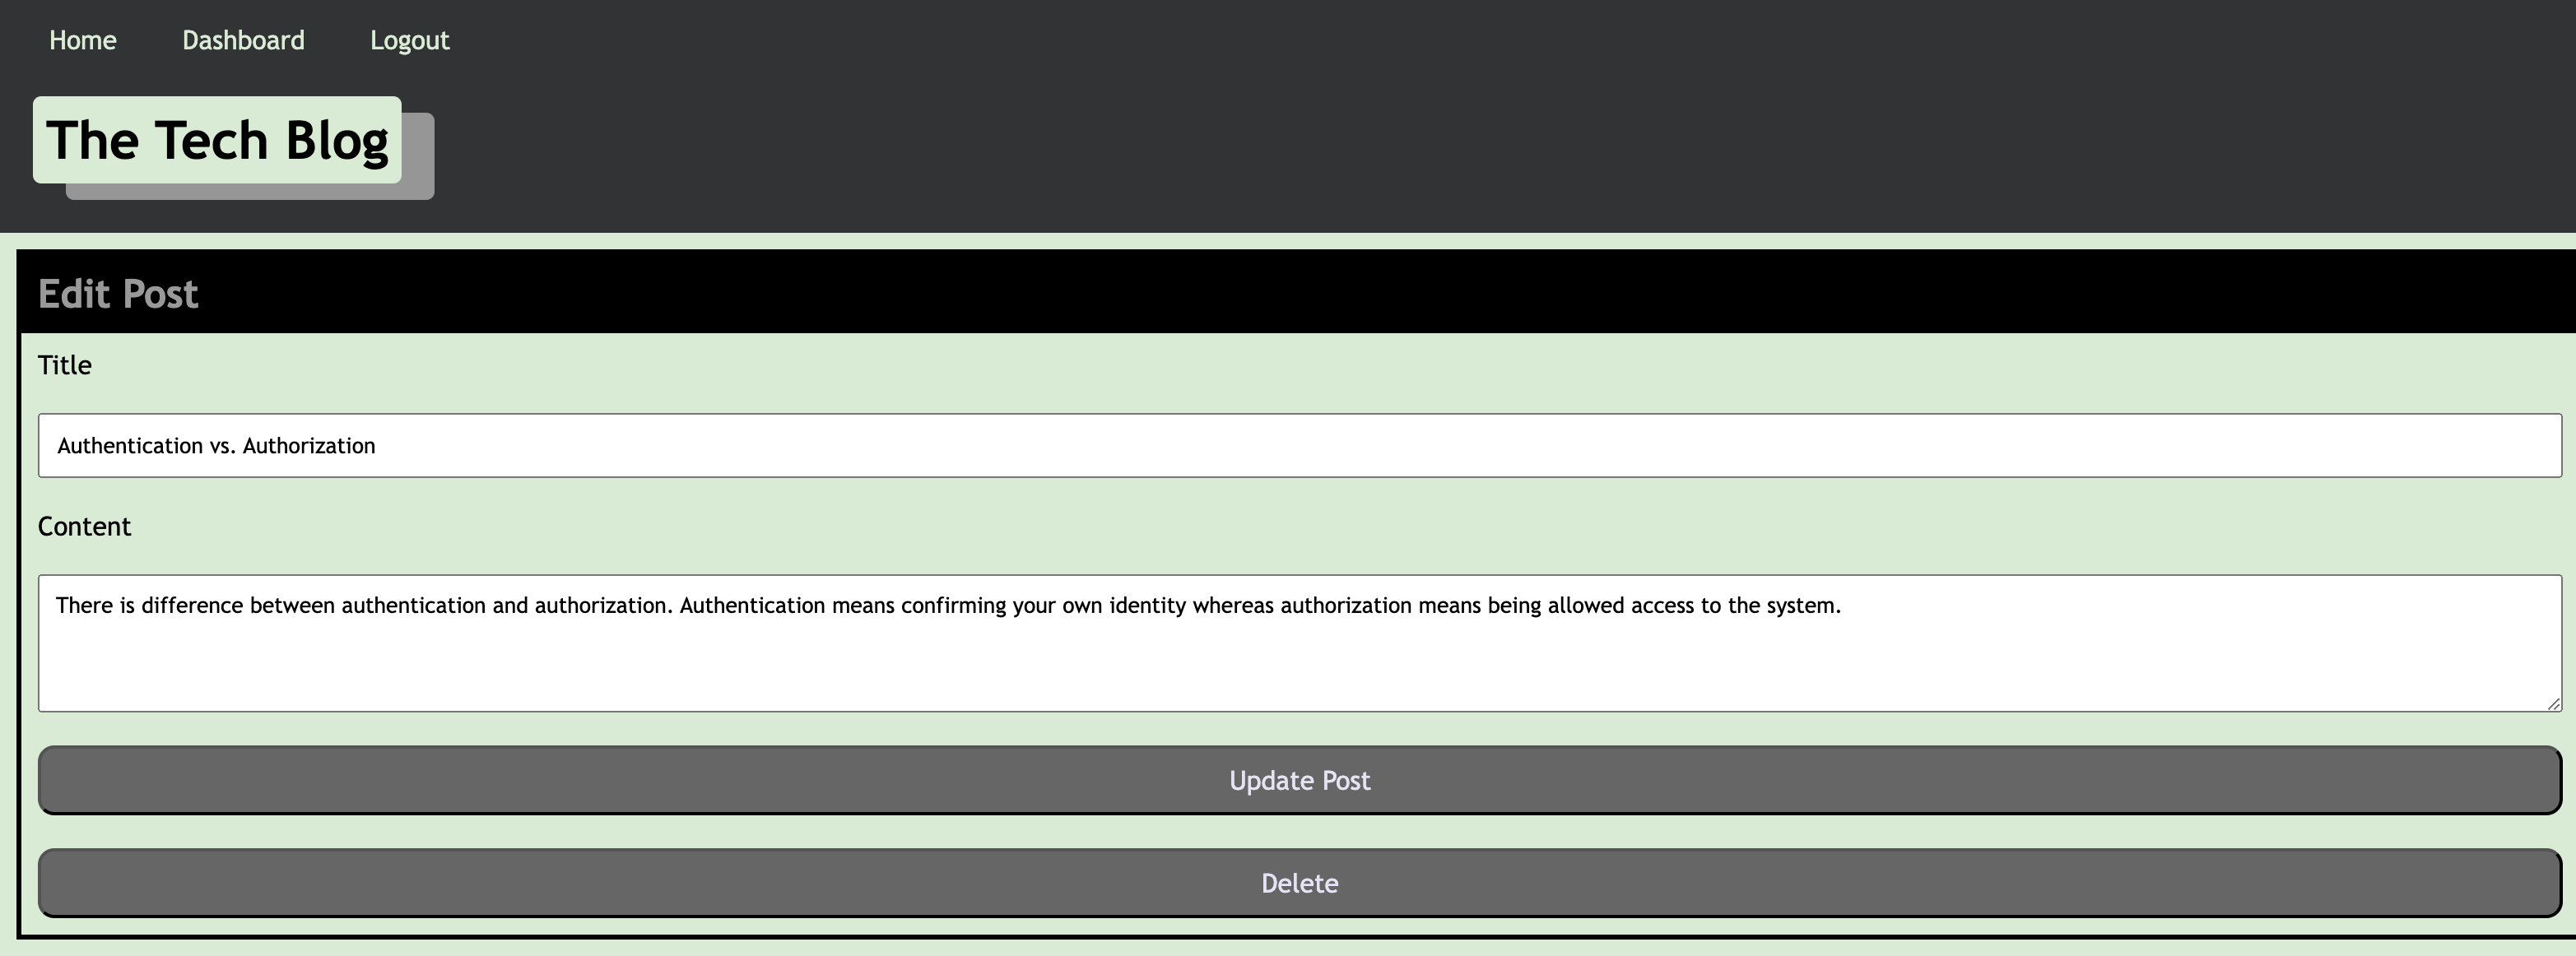 Home Dashboard Logout
The Tech Blog
Edit Post
Title
Authentication vs. Authorization
Content
There is difference between authentication and authorization. Authentication means confirming your own identity whereas authorization means being allowed access to the system.
Update Post
Delete